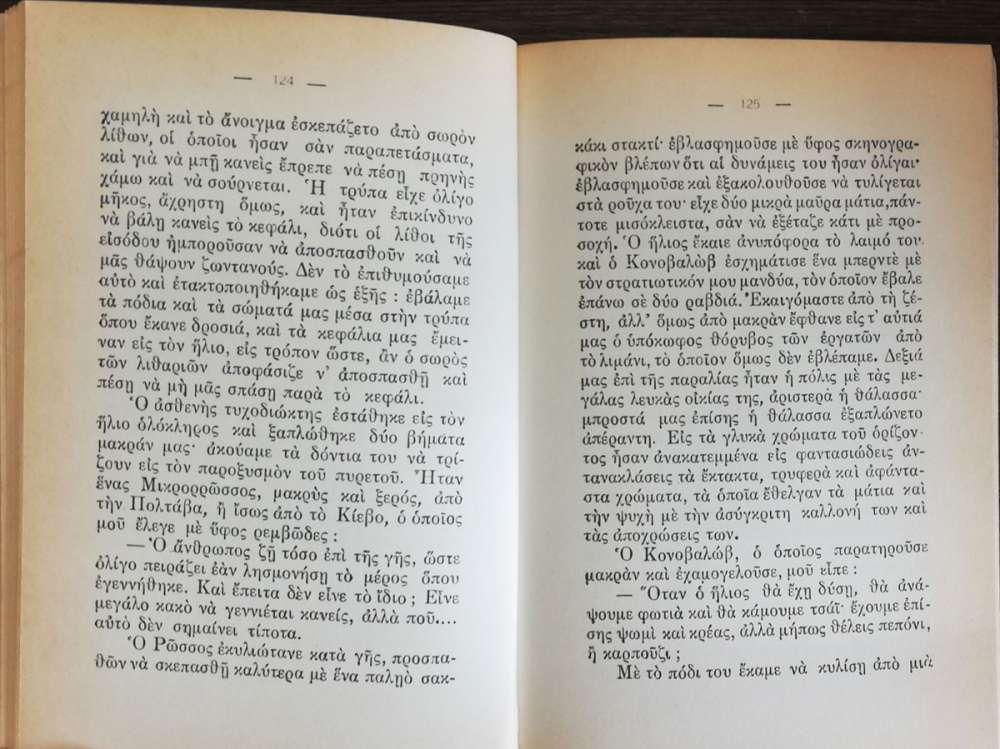 — 124 —
χαμηλὴ καὶ τὸ ἄνοιγμα ἐσκεπάζετο ἀπὸ σωρὸν
λίθων, οἱ ὁποῖοι ἦσαν σὰν παραπετάσματα,
καὶ γιὰ νὰ μπῇ κανεὶς ἔπρεπε νὰ πέσῃ πρηνὴς
χάμω καὶ νὰ σούρνεται. Ἡ τρύπα εἶχε ὀλίγο
μῆκος, ἄχρηστη ὅμως, καὶ ἦταν ἐπικίνδυνο
νὰ βάλῃ κανεὶς τὸ κεφάλι, διότι οἱ λίθοι τῆς
εἰσόδου ἠμποροῦσαν νὰ ἀποσπασθοῦν καὶ νὰ
μᾶς θάψουν ζωντανούς. Δὲν τὸ ἐπιθυμούσαμε
αὐτὸ καὶ ἐτακτοποιηθήκαμε ὡς ἑξῆς : ἐβάλαμε
τὰ πόδια καὶ τὰ σώματά μας μέσα στὴν τρύπα
ὅπου ἔκανε δροσιά, καὶ τὰ κεφάλια μας ἔμει-
ναν εἰς τὸν ἥλιο, εἰς τρόπον ὥστε, ἂν ὁ σωρὸς
τῶν λιθαριῶν ἀποφάσιζε ν' ἀποσπασθῇ καὶ
πέσῃ νὰ μὴ μᾶς σπάσῃ παρὰ τὸ κεφάλι.
Ὁ ἀσθενὴς τυχοδιώκτης ἐστάθηκε εἰς τὸν
ἥλιο ὁλόκληρος καὶ ξαπλώθηκε δύο βήματα
μακράν μας· ἀκούαμε τὰ δόντια του νὰ τρί-
ζουν εἰς τὸν παροξυσμὸν τοῦ πυρετοῦ. Ἦταν
ἕνας Μικρορρῶσσος, μακρὺς καὶ ξερός, ἀπὸ
τὴν Πολτάβα, ἢ ἴσως ἀπὸ τὸ Κίεβο, ὁ ὁποῖος
μοῦ ἔλεγε μὲ ὕφος ρεμβῶδες :
— Ὁ ἄνθρωπος ζῇ τόσο ἐπὶ τῆς γῆς, ὥστε
ὀλίγο πειράζει ἐὰν λησμονήσῃ τὸ μέρος ὅπου
ἐγεννήθηκε. Καὶ ἔπειτα δὲν εἶνε τὸ ἴδιο ; Εἶνε
μεγάλο κακὸ νὰ γεννιέται κανείς, ἀλλὰ ποῦ....
αὐτὸ δὲν σημαίνει τίποτα.
Ὁ Ρῶσσος ἐκυλιώτανε κατὰ γῆς, προσπα-
θῶν νὰ σκεπασθῇ καλύτερα μὲ ἕνα παληὸ σακ-
— 125 —
κάκι στακτί· ἐβλασφημοῦσε μὲ ὕφος σκηνογρα-
φικὸν βλέπων ὅτι αἱ δυνάμεις του ἦσαν ὀλίγαι·
ἐβλασφημοῦσε καὶ ἐξακολουθοῦσε νὰ τυλίγεται
στὰ ροῦχα του· εἶχε δύο μικρὰ μαῦρα μάτια,πάν-
τοτε μισόκλειστα, σὰν νὰ ἐξέταζε κάτι μὲ προ-
σοχή. Ὁ ἥλιος ἔκαιε ἀνυπόφορα τὸ λαιμό του
καὶ ὁ Κονοβαλὼβ ἐσχημάτισε ἕνα μπερντὲ μὲ
τὸν στρατιωτικόν μου μανδύα, τὸν ὁποῖον ἔβαλε
ἐπάνω σὲ δύο ραβδιά. Ἐκαιγόμαστε ἀπὸ τὴ ζέ-
στη, ἀλλ' ὅμως ἀπὸ μακρὰν ἔφθανε εἰς τ' αὐτιά
μας ὁ ὑπόκωφος θόρυβος τῶν ἐργατῶν ἀπὸ
τὸ λιμάνι, τὸ ὁποῖον ὅμως δὲν ἐβλέπαμε. Δεξιά
μας ἐπὶ τῆς παραλίας ἦταν ἡ πόλις μὲ τὰς με-
γάλας λευκὰς οἰκίας της, ἀριστερὰ ἡ θάλασσα·
μπροστά μας ἐπίσης ἡ θάλασσα ἐξαπλώνετο
ἀπέραντη. Εἰς τὰ γλυκὰ χρώματα τοῦ ὁρίζον-
τος ἦσαν ἀνακατεμμένα εἰς φαντασιώδεις ἀν-
τανακλάσεις τὰ ἔκτακτα, τρυφερὰ καὶ ἀφάντα-
στα χρώματα, τὰ ὁποῖα ἔθελγαν τὰ μάτια καὶ
τὴν ψυχὴ μὲ τὴν ἀσύγκριτη καλλονή των καὶ
τὰς ἀποχρώσεις των.
Ὁ Κονοβαλώβ, ὁ ὁποῖος παρατηροῦσε
μακρὰν καὶ ἐχαμογελοῦσε, μοῦ εἶπε :
— Ὅταν ὁ ἥλιος θὰ ἔχῃ δύσῃ, θὰ ἀνά-
ψουμε φωτιὰ καὶ θὰ κάμουμε τσάϊ· ἔχουμε ἐπί-
σης ψωμὶ καὶ κρέας, ἀλλὰ μήπως θέλεις πεπόνι,
ἢ καρποῦζι ;
Μὲ τὸ πόδι του ἔκαμε νὰ κυλίσῃ ἀπὸ μιὰ